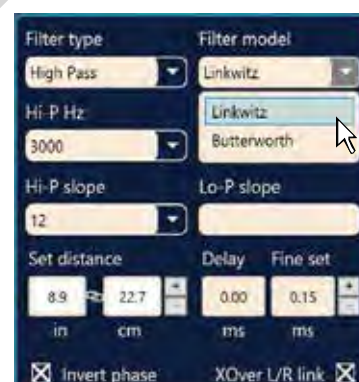 Filter type Filter model
High Pass Linkwitz
Hi-P Hz Linkwitz
3000 Butterworth
Hi-P slope Lo-P slope
12
Set distance Delay Fine set
8.9 22.7 0.00 0.15
in cm ms ms
Invert phase XOver L/R link